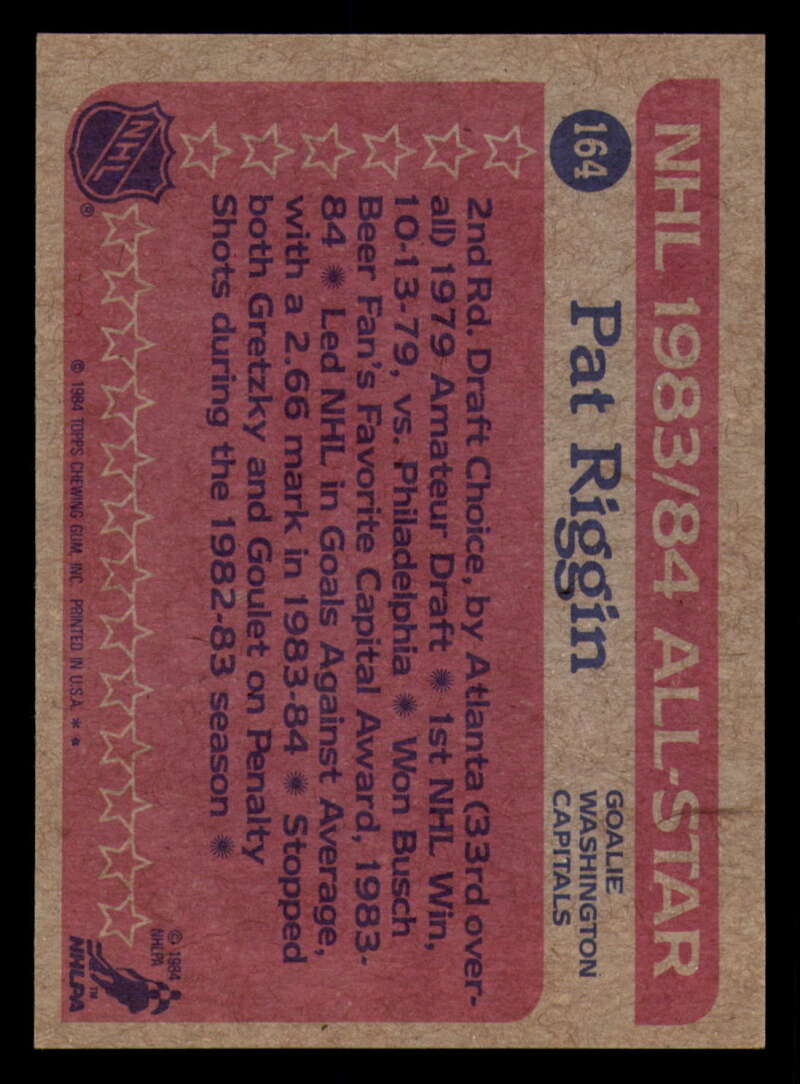 NHL 1983/84 ALL-STAR
164
Pat Riggin
GOALIE
WASHINGTON
CAPITALS
2nd Rd. Draft Choice, by Atlanta (33rd over-
all) 1979 Amateur Draft ✺ 1st NHL Win,
10-13-79, vs. Philadelphia ✺ Won Busch
Beer Fan's Favorite Capital Award, 1983-
84 ✺ Led NHL in Goals Against Average,
with a 2.66 mark in 1983-84 ✺ Stopped
both Gretzky and Goulet on Penalty
Shots during the 1982-83 season ✺
NHL
®
© 1984
NHLPA
™
NHLPA
© 1984 TOPPS CHEWING GUM, INC. PRINTED IN U.S.A. * *